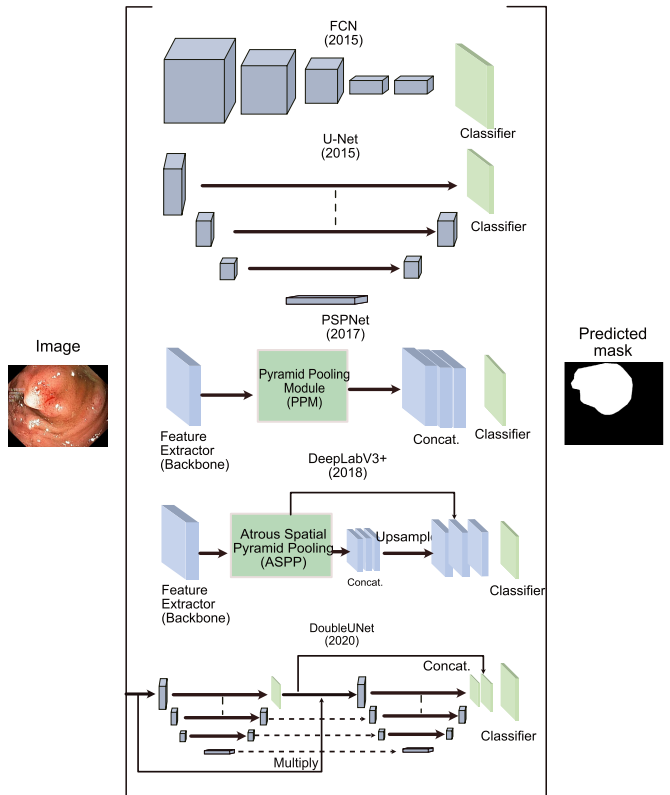 FCN
(2015)
Classifier
U-Net
(2015)
Classifier
PSPNet
(2017)
Image
Predicted
mask
Pyramid Pooling
Module
(PPM)
Feature
Extractor
(Backbone)
Concat.
Classifier
DeepLabV3+
(2018)
Atrous Spatial
Pyramid Pooling
(ASPP)
Upsample
Concat.
Feature
Extractor
(Backbone)
Classifier
DoubleUNet
(2020)
Concat.
Classifier
Multiply